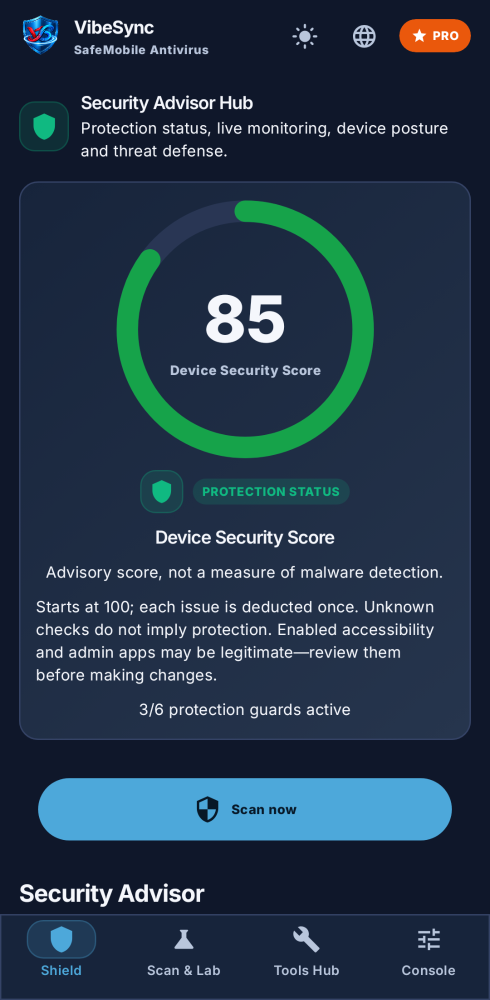 VibeSync
SafeMobile Antivirus
PRO
Security Advisor Hub
Protection status, live monitoring, device posture
and threat defense.
85
Device Security Score
PROTECTION STATUS
Device Security Score
Advisory score, not a measure of malware detection.
Starts at 100; each issue is deducted once. Unknown
checks do not imply protection. Enabled accessibility
and admin apps may be legitimate—review them
before making changes.
3/6 protection guards active
Scan now
Security Advisor
Shield
Scan & Lab
Tools Hub
Console